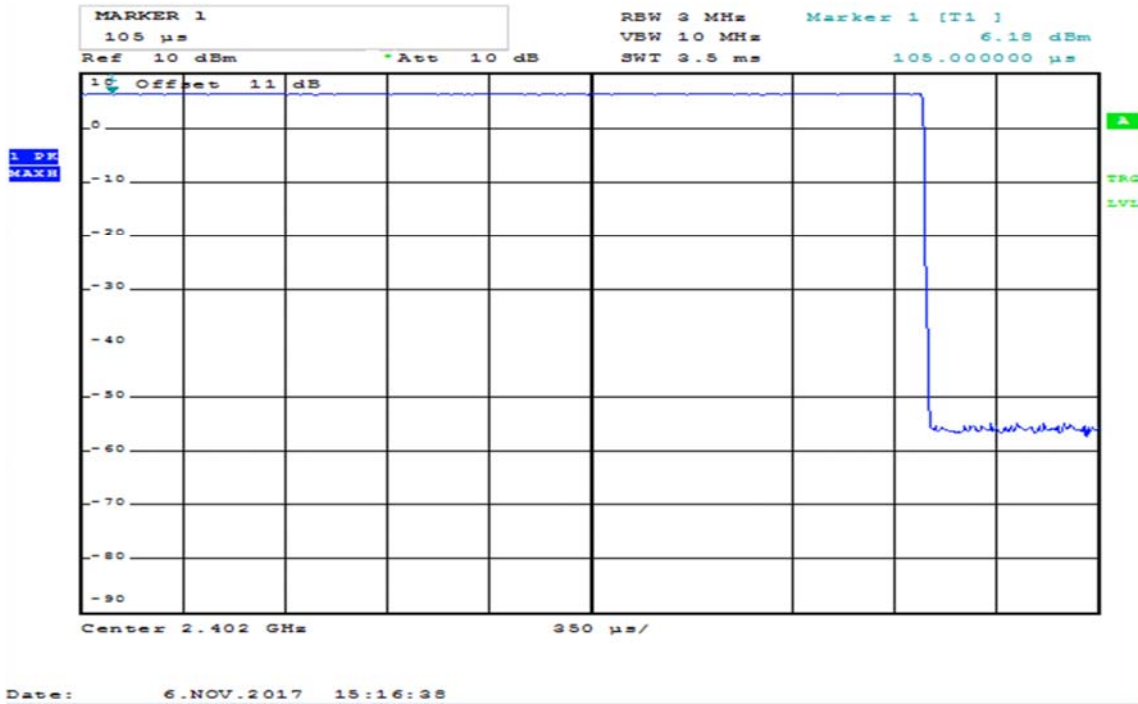 MARKER 1
105 µs
RBW 3 MHz
Marker 1 [T1 ]
VBW 10 MHz
6.18 dBm
Ref 10 dBm
*Att 10 dB
SWT 3.5 ms
105.000000 µs
10
Offset 11 dB
0
A
1 PK
MAXH
-10
TRG
LVL
-20
-30
-40
-50
-60
-70
-80
-90
Center 2.402 GHz
350 µs/
Date: 6.NOV.2017 15:16:38